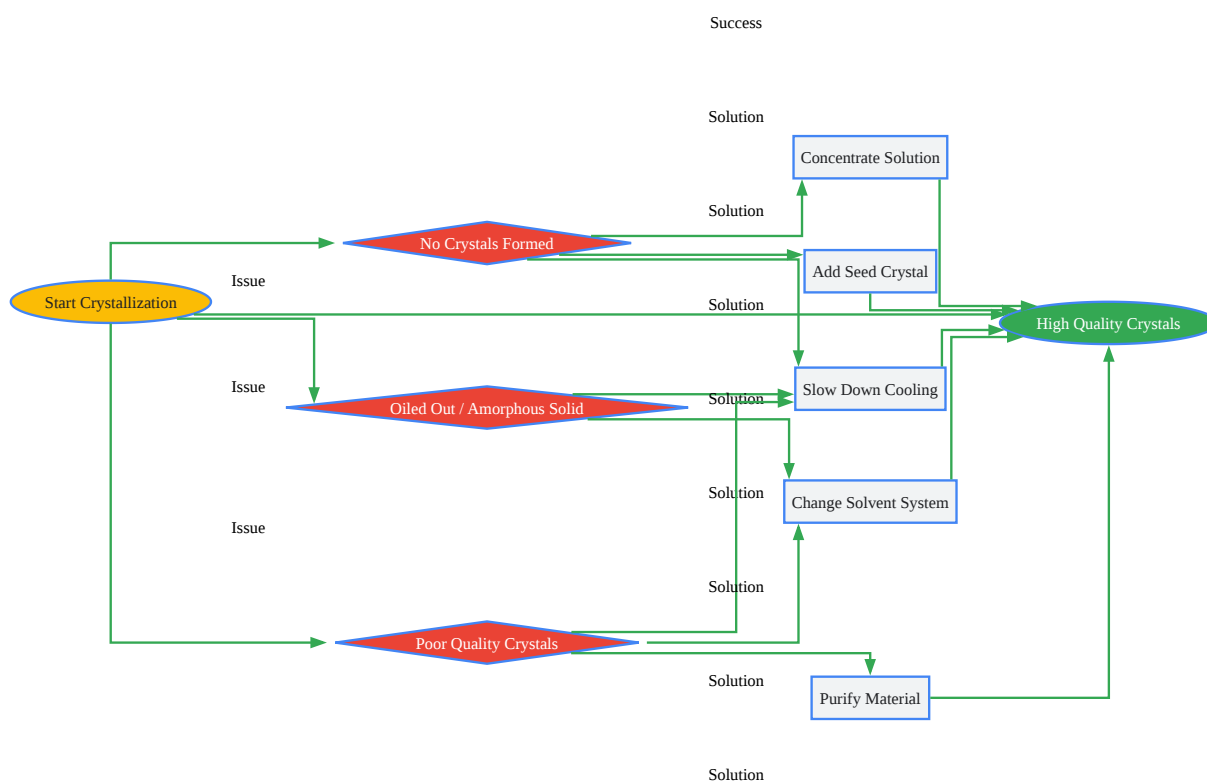 Success
Solution
Concentrate Solution
Solution
No Crystals Formed
Add Seed Crystal
Issue
Start Crystallization
Solution
High Quality Crystals
Issue
Slow Down Cooling
Solution
Oiled Out / Amorphous Solid
Solution
Change Solvent System
Issue
Solution
Poor Quality Crystals
Solution
Purify Material
Solution